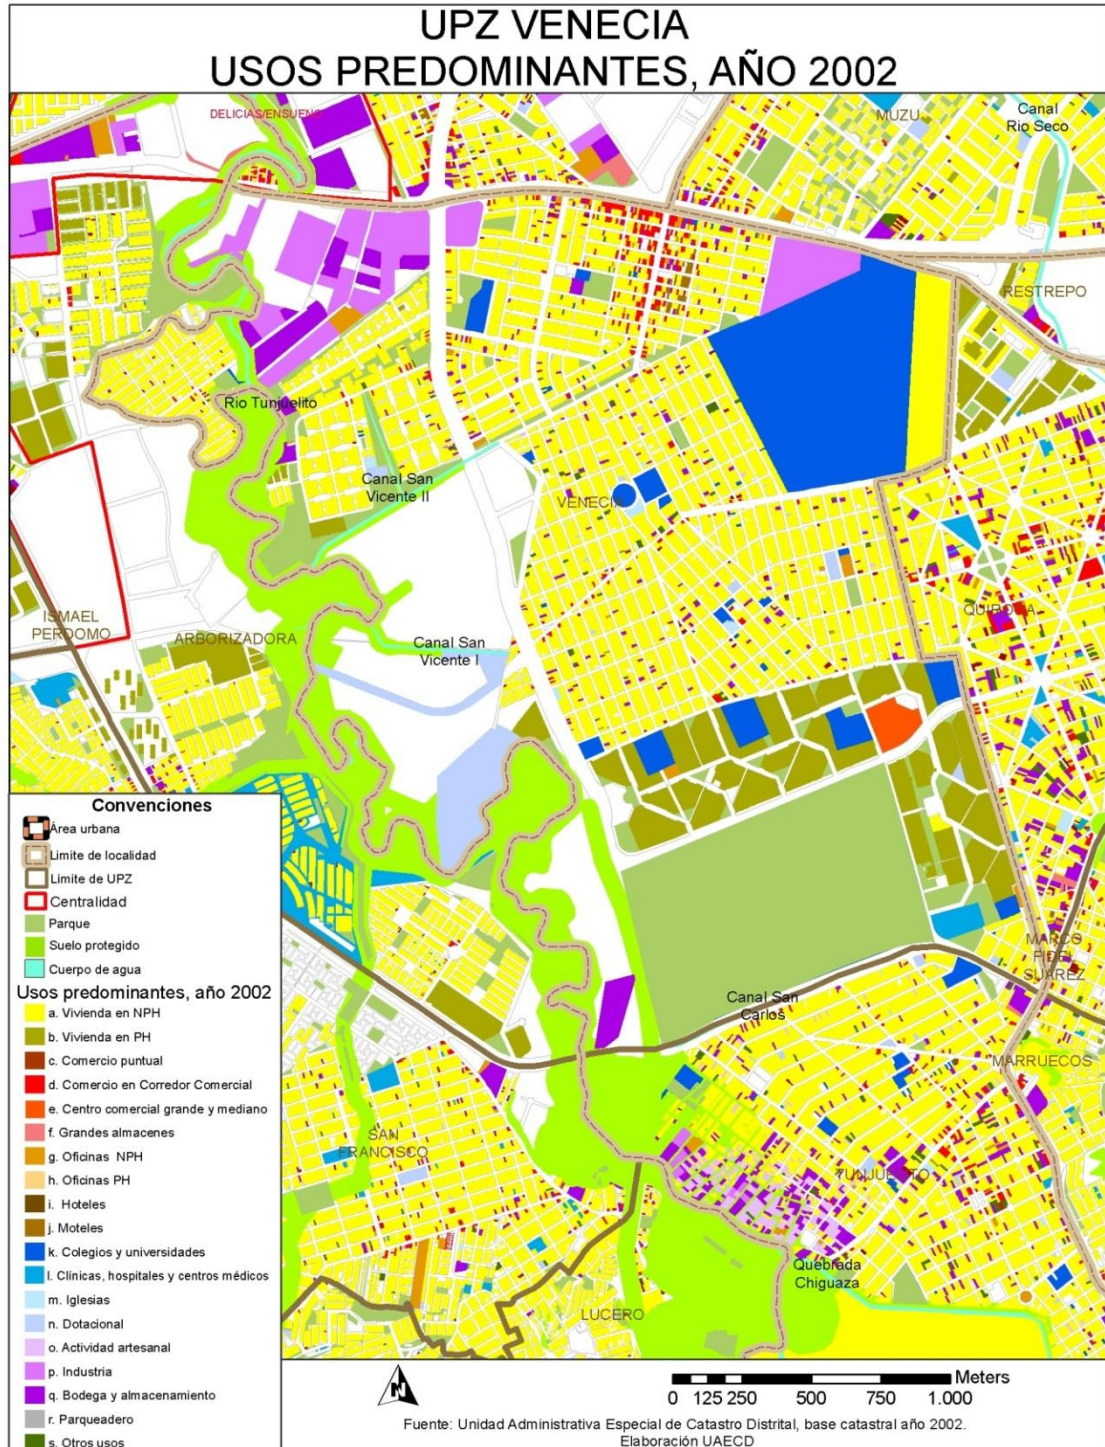 UPZ VENECIA
USOS PREDOMINANTES, AÑO 2002
DELICIAS/ENSUEÑO
MUZU
Canal
Rio Seco
RESTREPO
Rio Tunjuelito
Canal San
Vicente II
VENECIA
QUIROGA
ISMAEL
PERDOMO
ARBORIZADORA
Canal San
Vicente I
Convenciones
Área urbana
Limite de localidad
Límite de UPZ
Centralidad
Parque
Suelo protegido
Cuerpo de agua
Usos predominantes, año 2002
a. Vivienda en NPH
b. Vivienda en PH
c. Comercio puntual
d. Comercio en Corredor Comercial
e. Centro comercial grande y mediano
f. Grandes almacenes
g. Oficinas NPH
h. Oficinas PH
i. Hoteles
j. Moteles
k. Colegios y universidades
l. Clínicas, hospitales y centros médicos
m. Iglesias
n. Dotacional
o. Actividad artesanal
p. Industria
q. Bodega y almacenamiento
r. Parqueadero
s. Otros usos
MARCO
FIDEL
SUAREZ
Canal San
Carlos
MARRUECOS
SAN
FRANCISCO
TUNJUELITO
Quebrada
Chiguaza
LUCERO
N
Meters
0 125 250 500 750 1.000
Fuente: Unidad Administrativa Especial de Catastro Distrital, base catastral año 2002.
Elaboración UAECD